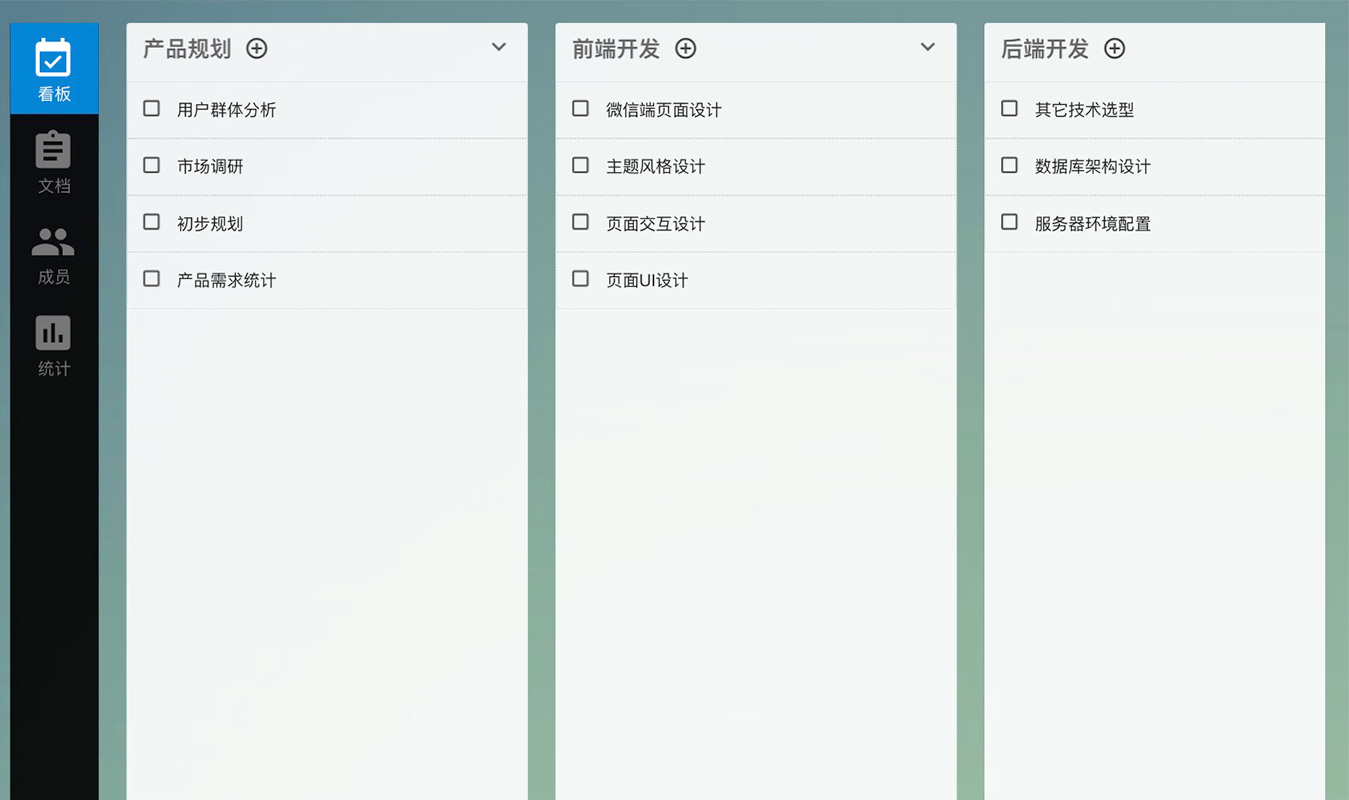 看板
文档
成员
统计
产品规划
用户群体分析
市场调研
初步规划
产品需求统计
前端开发
微信端页面设计
主题风格设计
页面交互设计
页面UI设计
后端开发
其它技术选型
数据库架构设计
服务器环境配置